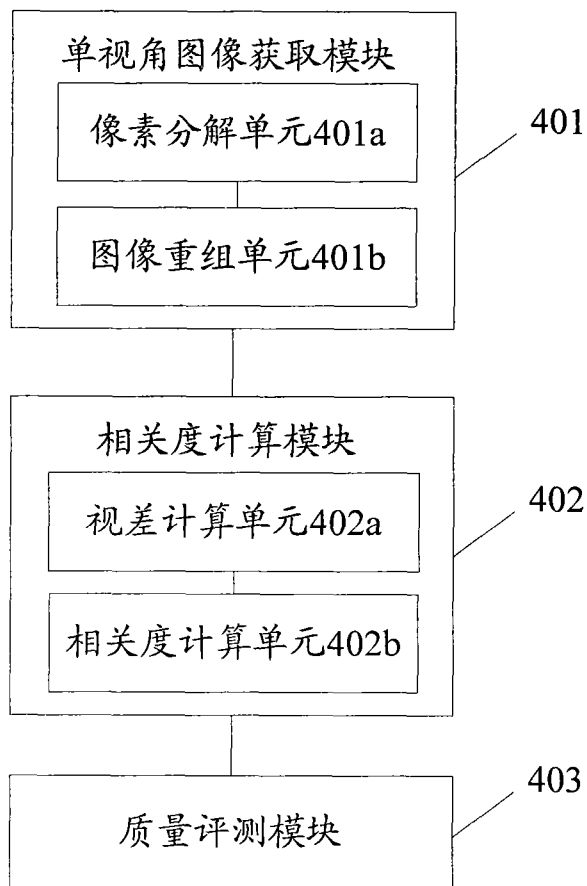 单视角图像获取模块
像素分解单元401a
401
图像重组单元401b
相关度计算模块
视差计算单元402a
402
相关度计算单元402b
403
质量评测模块